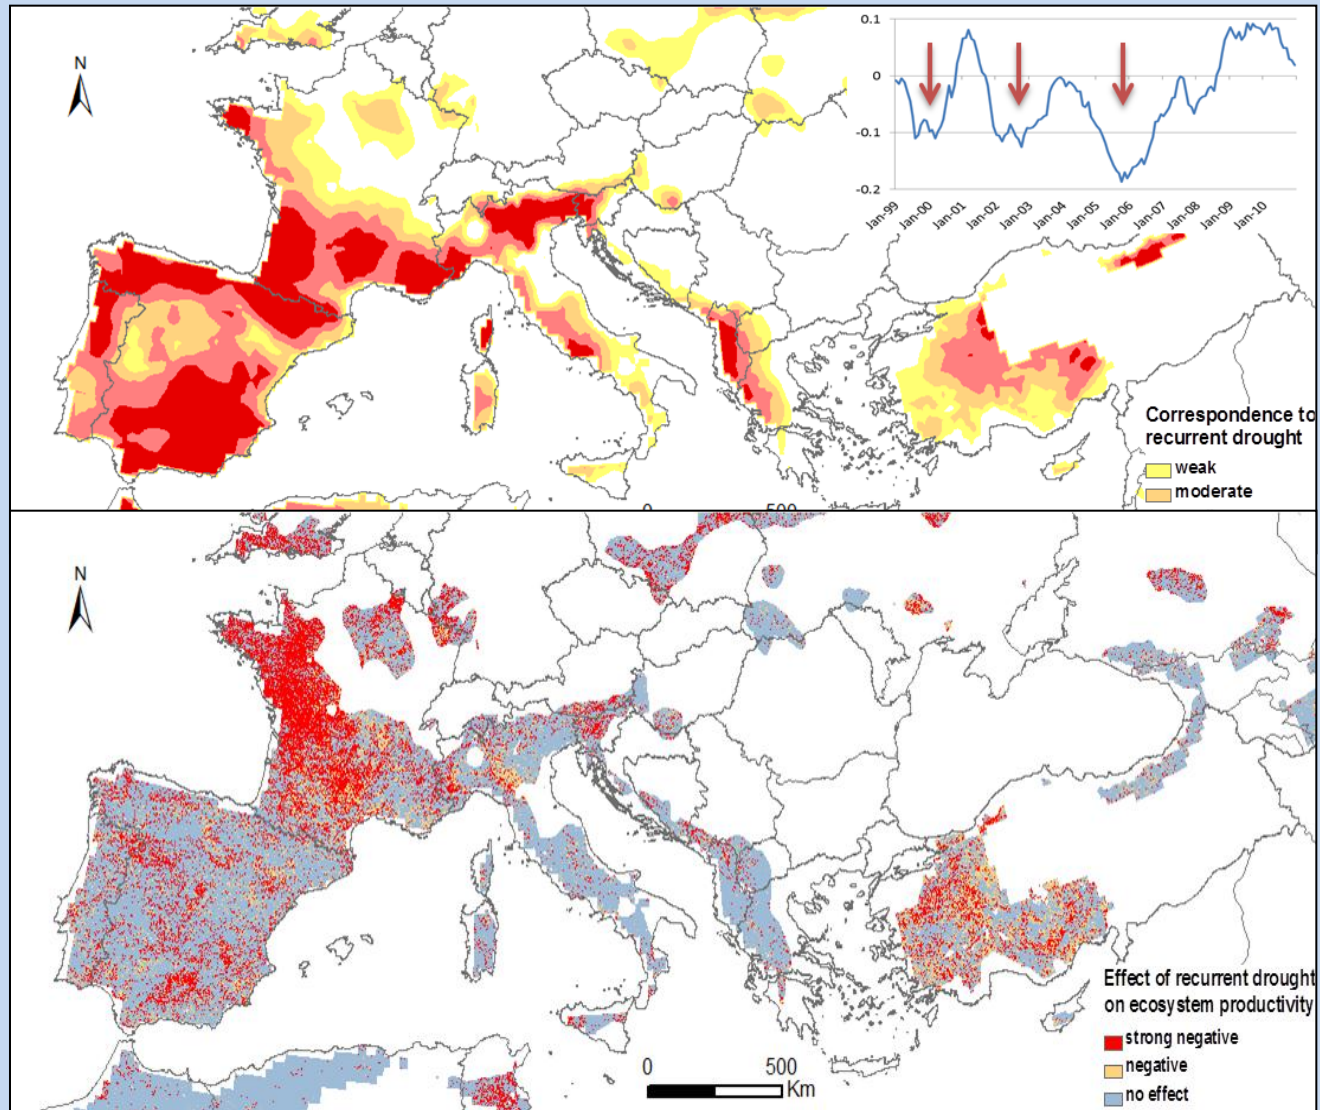 N
0.1
0
-0.1
-0.2
Jan-99
Jan-00
Jan-01
Jan-02
Jan-03
Jan-04
Jan-05
Jan-06
Jan-07
Jan-08
Jan-09
Jan-10
Correspondence to
recurrent drought
weak
moderate
0 500
N
Effect of recurrent drought
on ecosystem productivity
strong negative
negative
no effect
0 500
Km